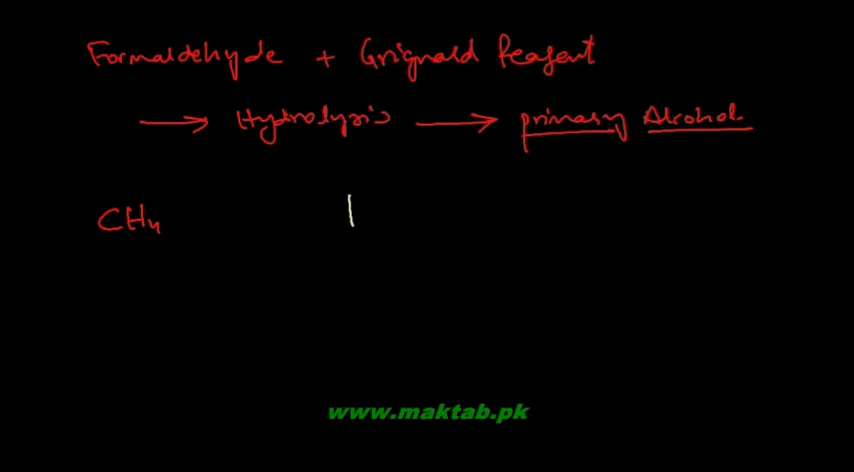 Formaldehyde + Grignald Reagent
→ Hydrolysis → primary Alcohol.
CH4
www.maktab.pk